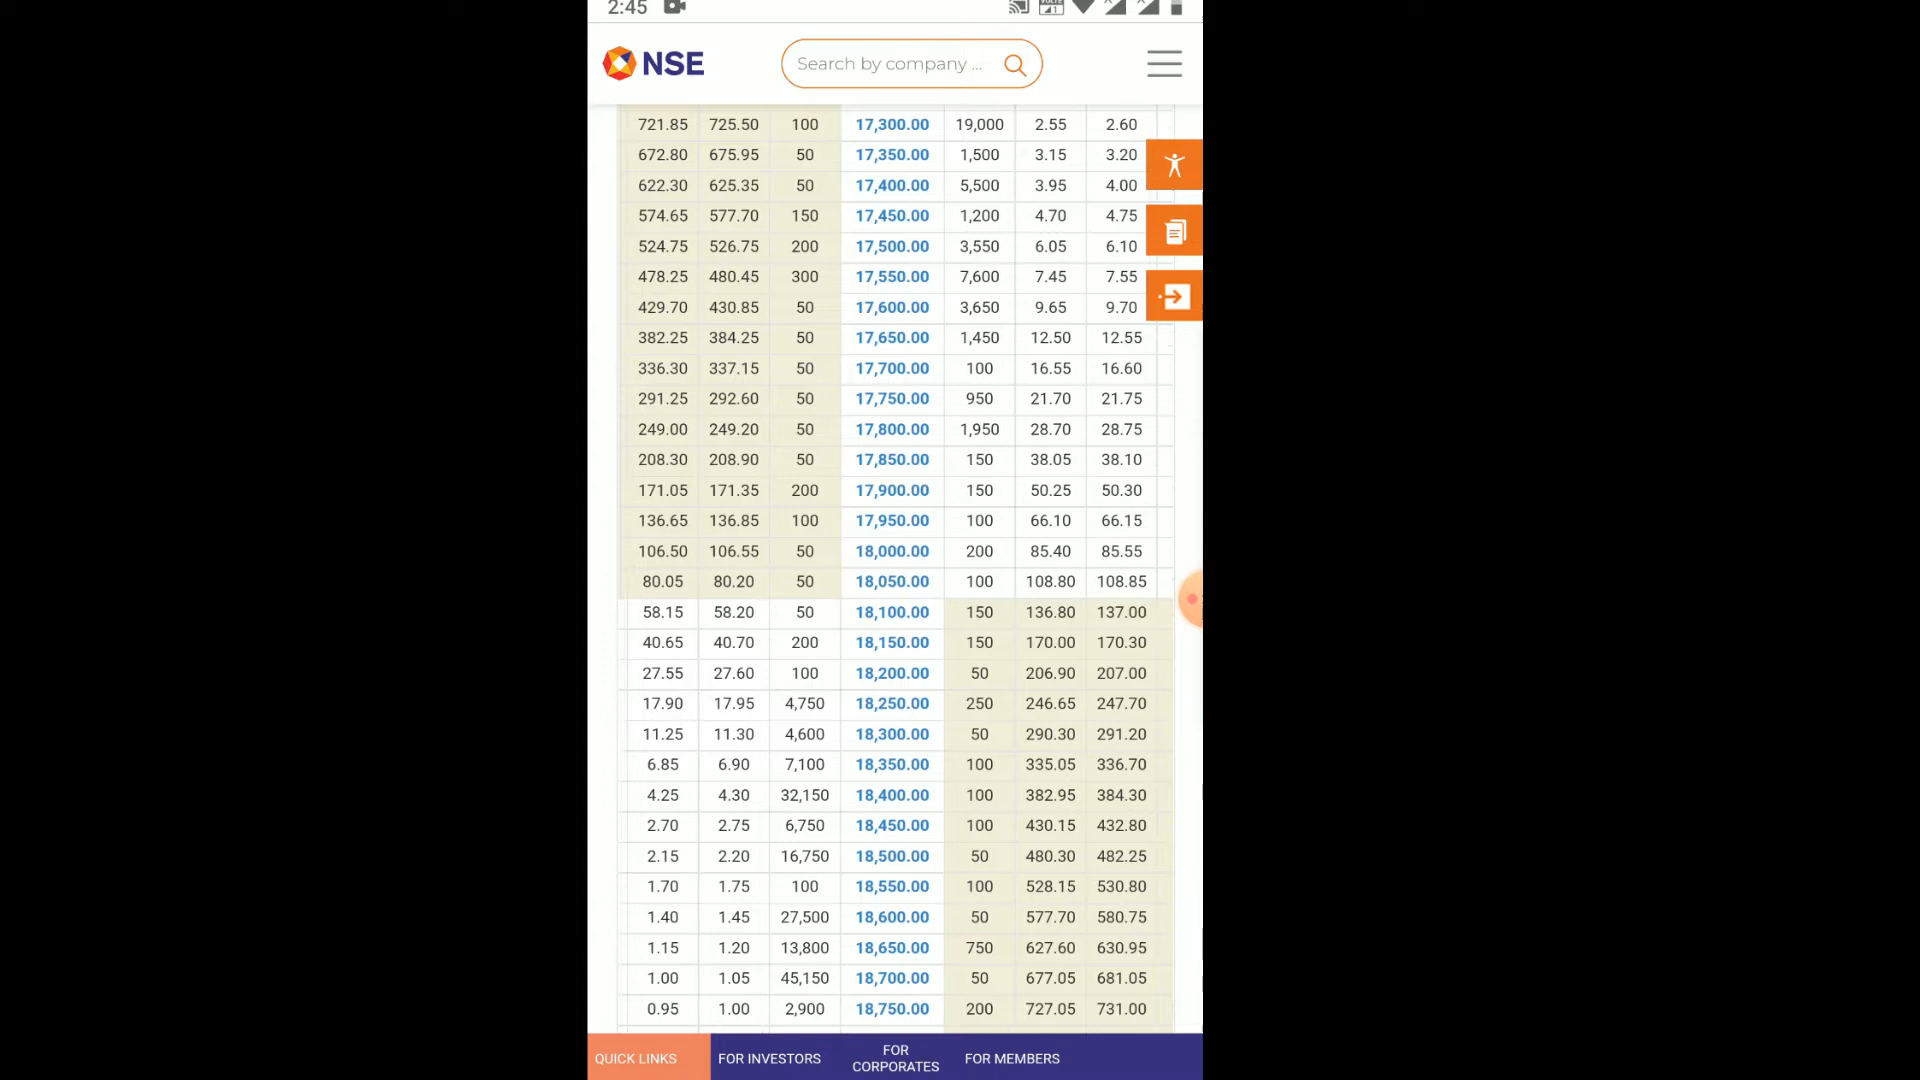 2:45
NSE
Search by company ...
721.85 725.50 100 17,300.00 19,000 2.55 2.60
672.80 675.95 50 17,350.00 1,500 3.15 3.20
622.30 625.35 50 17,400.00 5,500 3.95 4.00
574.65 577.70 150 17,450.00 1,200 4.70 4.75
524.75 526.75 200 17,500.00 3,550 6.05 6.10
478.25 480.45 300 17,550.00 7,600 7.45 7.55
429.70 430.85 50 17,600.00 3,650 9.65 9.70
382.25 384.25 50 17,650.00 1,450 12.50 12.55
336.30 337.15 50 17,700.00 100 16.55 16.60
291.25 292.60 50 17,750.00 950 21.70 21.75
249.00 249.20 50 17,800.00 1,950 28.70 28.75
208.30 208.90 50 17,850.00 150 38.05 38.10
171.05 171.35 200 17,900.00 150 50.25 50.30
136.65 136.85 100 17,950.00 100 66.10 66.15
106.50 106.55 50 18,000.00 200 85.40 85.55
80.05 80.20 50 18,050.00 100 108.80 108.85
58.15 58.20 50 18,100.00 150 136.80 137.00
40.65 40.70 200 18,150.00 150 170.00 170.30
27.55 27.60 100 18,200.00 50 206.90 207.00
17.90 17.95 4,750 18,250.00 250 246.65 247.70
11.25 11.30 4,600 18,300.00 50 290.30 291.20
6.85 6.90 7,100 18,350.00 100 335.05 336.70
4.25 4.30 32,150 18,400.00 100 382.95 384.30
2.70 2.75 6,750 18,450.00 100 430.15 432.80
2.15 2.20 16,750 18,500.00 50 480.30 482.25
1.70 1.75 100 18,550.00 100 528.15 530.80
1.40 1.45 27,500 18,600.00 50 577.70 580.75
1.15 1.20 13,800 18,650.00 750 627.60 630.95
1.00 1.05 45,150 18,700.00 50 677.05 681.05
0.95 1.00 2,900 18,750.00 200 727.05 731.00
QUICK LINKS
FOR INVESTORS
FOR
CORPORATES
FOR MEMBERS